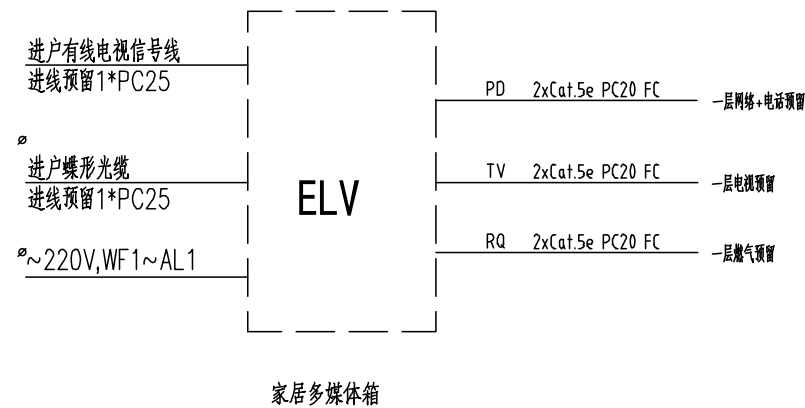 进户有线电视信号线
进线预留1*PC25
PD 2xCat.5e PC20 FC 一层网络+电话预留
ø
进户蝶形光缆
进线预留1*PC25
ELV
TV 2xCat.5e PC20 FC 一层电视预留
ø
~220V,WF1~AL1
RQ 2xCat.5e PC20 FC 一层燃气预留
家居多媒体箱